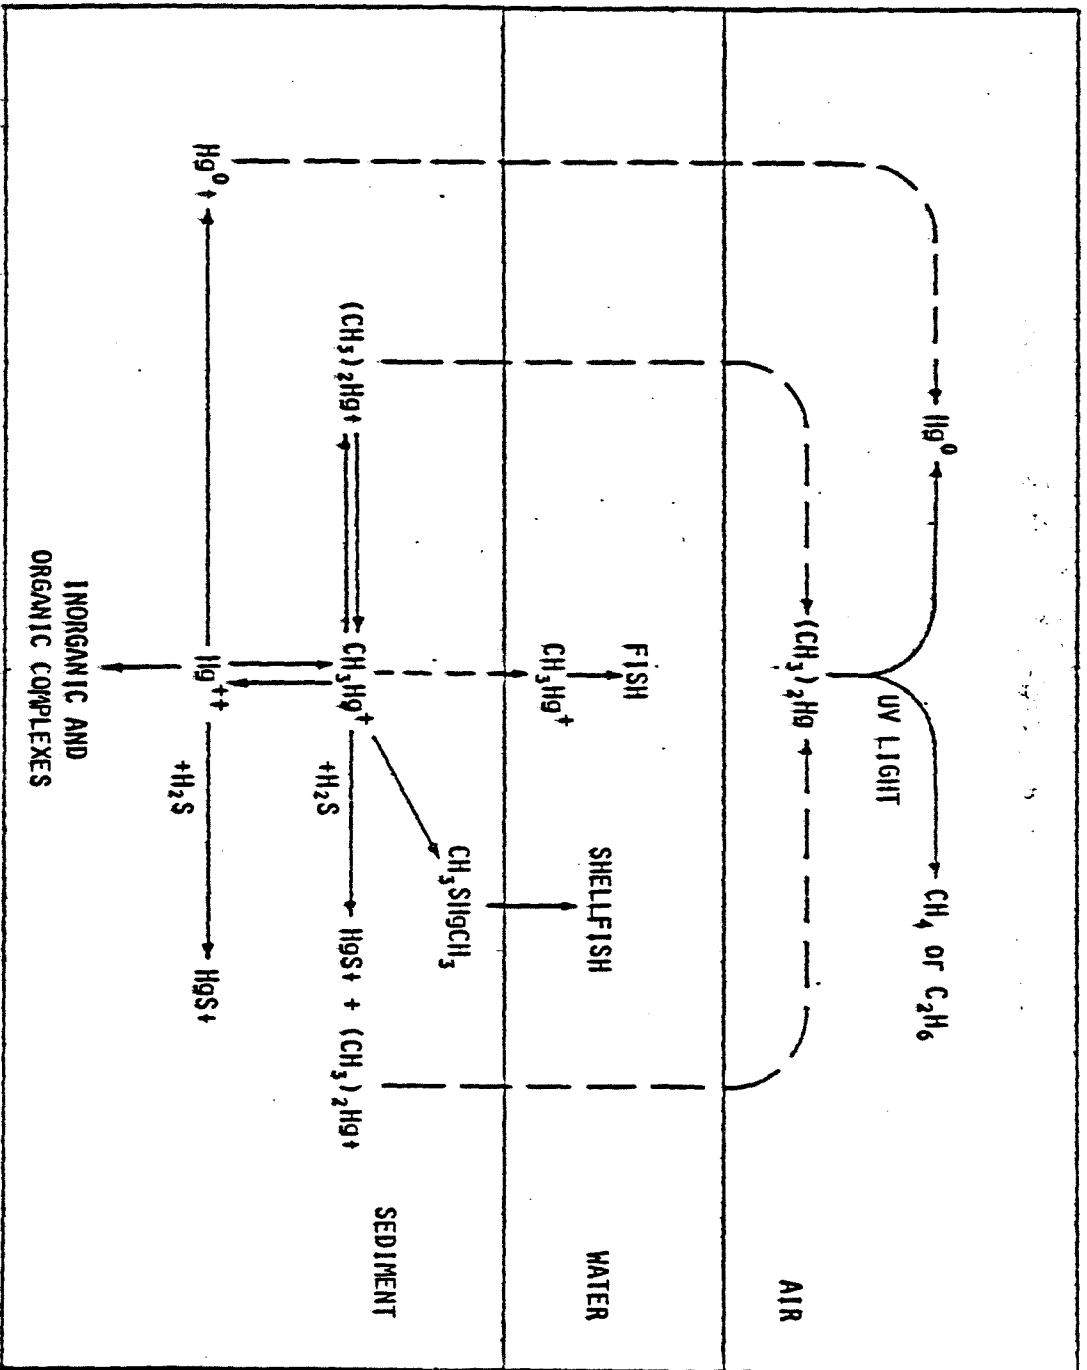 CH₄ or C₂H₆
Hg⁰
UV LIGHT
(CH₃)₂Hg
AIR
FISH
CH₃Hg⁺
SHELLFISH
WATER
CH₃SHgCH₃
(CH₃)₂Hg↑
CH₃Hg⁺
+H₂S
HgS↓ + (CH₃)₂Hg↑
SEDIMENT
Hg⁰↑
Hg⁺⁺
+H₂S
HgS↓
INORGANIC AND
ORGANIC COMPLEXES